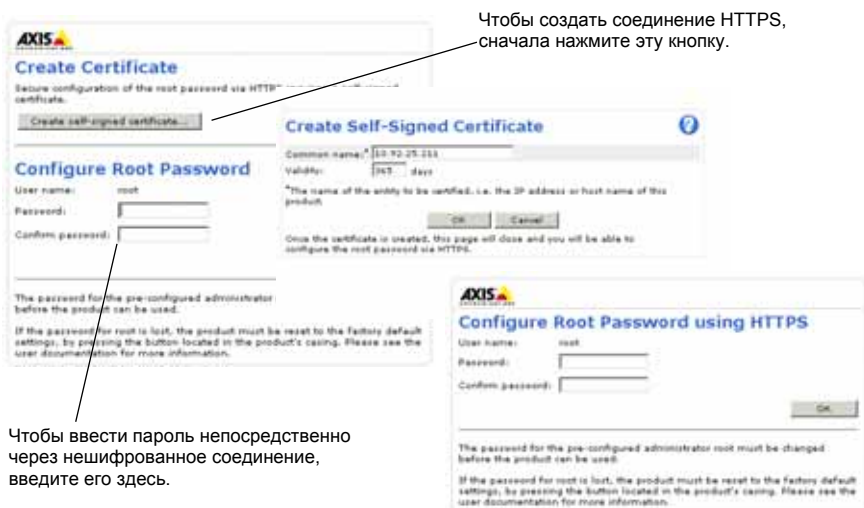 Чтобы создать соединение HTTPS,
сначала нажмите эту кнопку.
AXIS
COMMUNICATIONS
Create Certificate
Secure configuration of the root password via HTTPS requires a self-signed
certificate.
Create self-signed certificate...
Configure Root Password
User name: root
Password:
Confirm password:
The password for the pre-configured administrator
before the product can be used.
If the password for root is lost, the product must be reset to the factory default
settings, by pressing the button located in the product's casing. Please see the
user documentation for more information.
Create Self-Signed Certificate
Common name:*
Validity: 365 days
*The name of the entity to be certified, i.e. the IP address or host name of this
product.
OK Cancel
Once the certificate is created, this page will close and you will be able to
configure the root password via HTTPS.
AXIS
COMMUNICATIONS
Configure Root Password using HTTPS
User name: root
Password:
Confirm password:
OK
The password for the pre-configured administrator root must be changed
before the product can be used.
If the password for root is lost, the product must be reset to the factory default
settings, by pressing the button located in the product's casing. Please see the
user documentation for more information.
Чтобы ввести пароль непосредственно
через нешифрованное соединение,
введите его здесь.